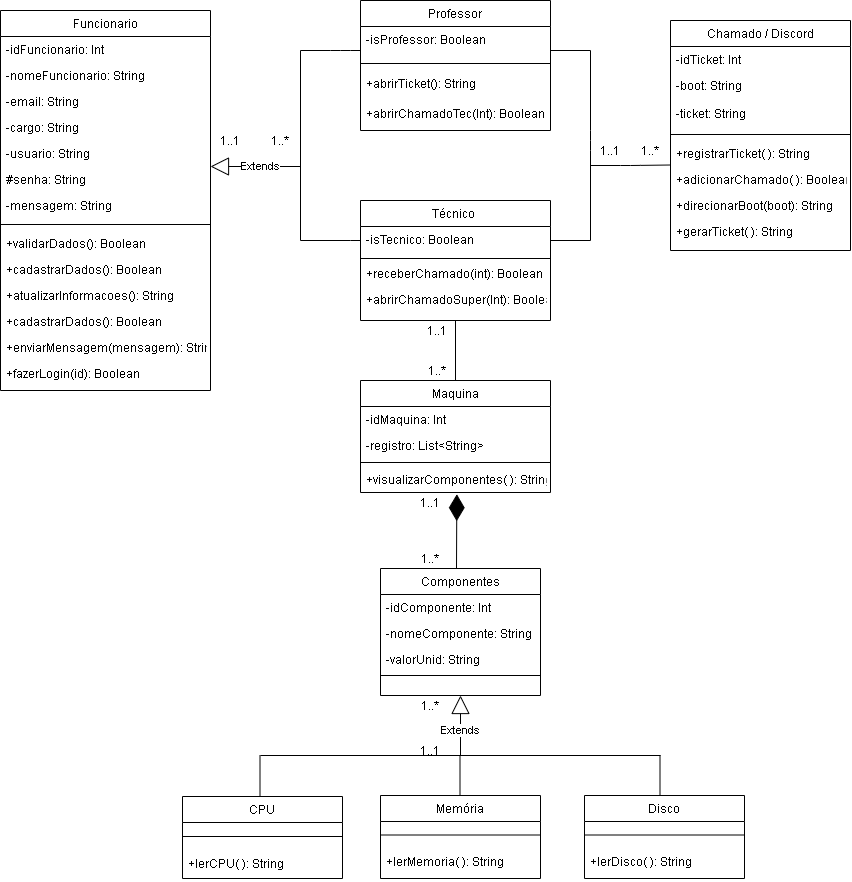 Funcionario
-idFuncionario: Int
-nomeFuncionario: String
-email: String
-cargo: String
-usuario: String
#senha: String
-mensagem: String
+validarDados(): Boolean
+cadastrarDados(): Boolean
+atualizarInformacoes(): String
+cadastrarDados(): Boolean
+enviarMensagem(mensagem): Strin
+fazerLogin(id): Boolean
1..1
1..*
Extends
Professor
-isProfessor: Boolean
+abrirTicket(): String
+abrirChamadoTec(Int): Boolean
Técnico
-isTecnico: Boolean
+receberChamado(int): Boolean
+abrirChamadoSuper(Int): Boole
1..1
1..*
Chamado / Discord
-idTicket: Int
-boot: String
-ticket: String
+registrarTicket( ): String
+adicionarChamado( ): Boolea
+direcionarBoot(boot): String
+gerarTicket( ): String
1..1
1..*
Maquina
-idMaquina: Int
-registro: List<String>
+visualizarComponentes( ): String
1..1
1..*
Componentes
-idComponente: Int
-nomeComponente: String
-valorUnid: String
1..*
Extends
1..1
CPU
+lerCPU( ): String
Memória
+lerMemoria( ): String
Disco
+lerDisco( ): String